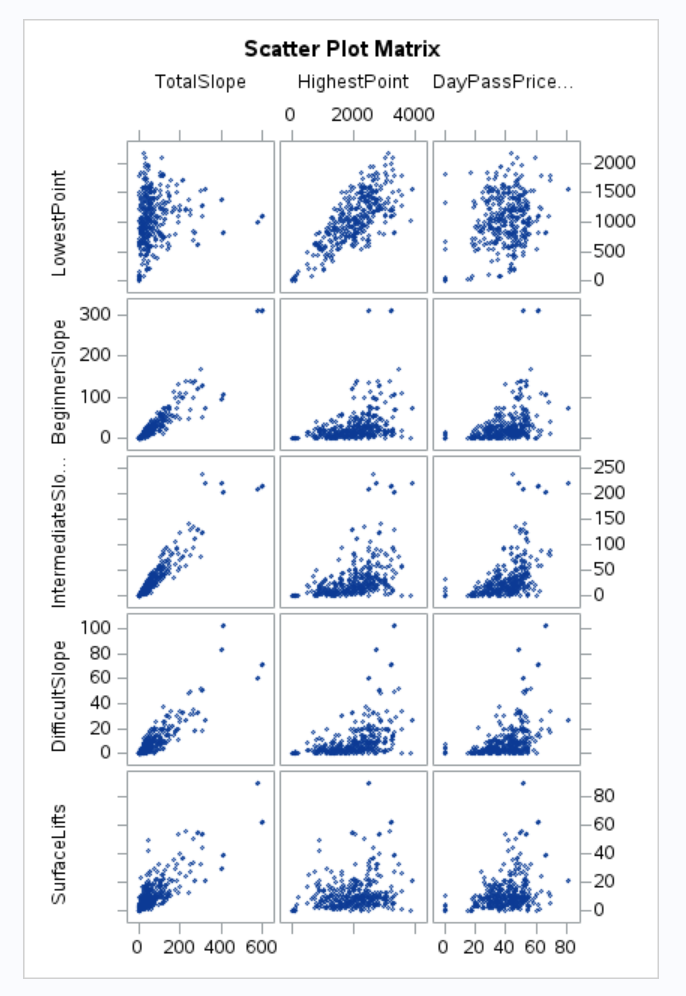 Scatter Plot Matrix
TotalSlope HighestPoint DayPassPrice...
0 2000 4000
LowestPoint
2000
1500
1000
500
0
BeginnerSlope
300
200
100
0
IntermediateSlo...
250
200
150
100
50
0
DifficultSlope
100
80
60
40
20
0
SurfaceLifts
80
60
40
20
0
0 200 400 600 0 20 40 60 80